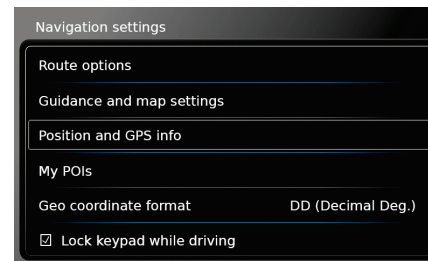 Navigation settings
Route options
Guidance and map settings
Position and GPS info
My POIs
Geo coordinate format DD (Decimal Deg.)
☑ Lock keypad while driving